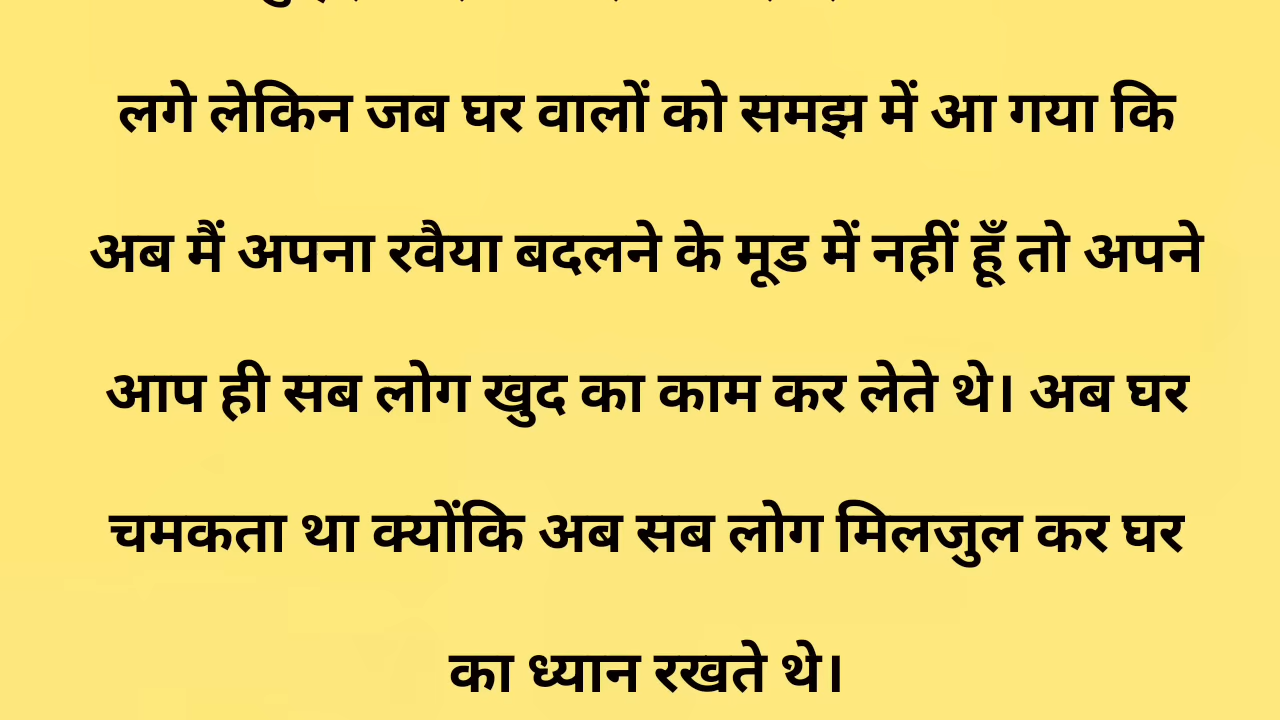 लगे लेकिन जब घर वालों को समझ में आ गया कि
अब मैं अपना रवैया बदलने के मूड में नहीं हूँ तो अपने
आप ही सब लोग खुद का काम कर लेते थे। अब घर
चमकता था क्योंकि अब सब लोग मिलजुल कर घर
का ध्यान रखते थे।